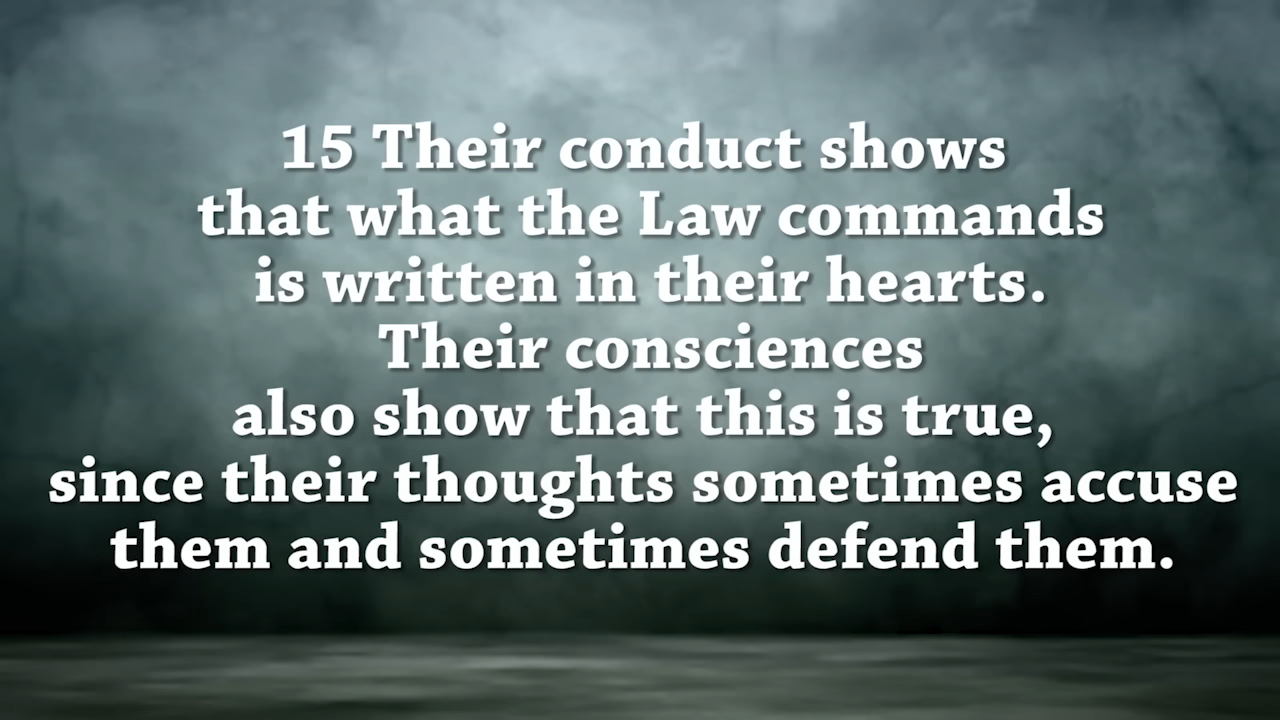 15 Their conduct shows
that what the Law commands
is written in their hearts.
Their consciences
also show that this is true,
since their thoughts sometimes accuse
them and sometimes defend them.